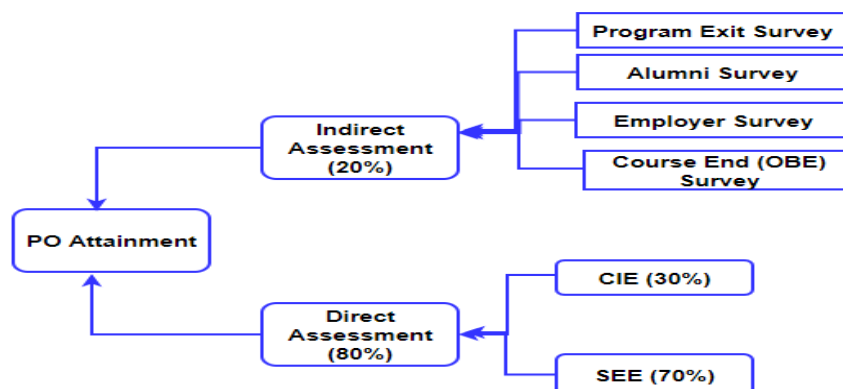 Program Exit Survey
Alumni Survey
Indirect
Assessment
(20%)
Employer Survey
Course End (OBE)
Survey
PO Attainment
CIE (30%)
Direct
Assessment
(80%)
SEE (70%)